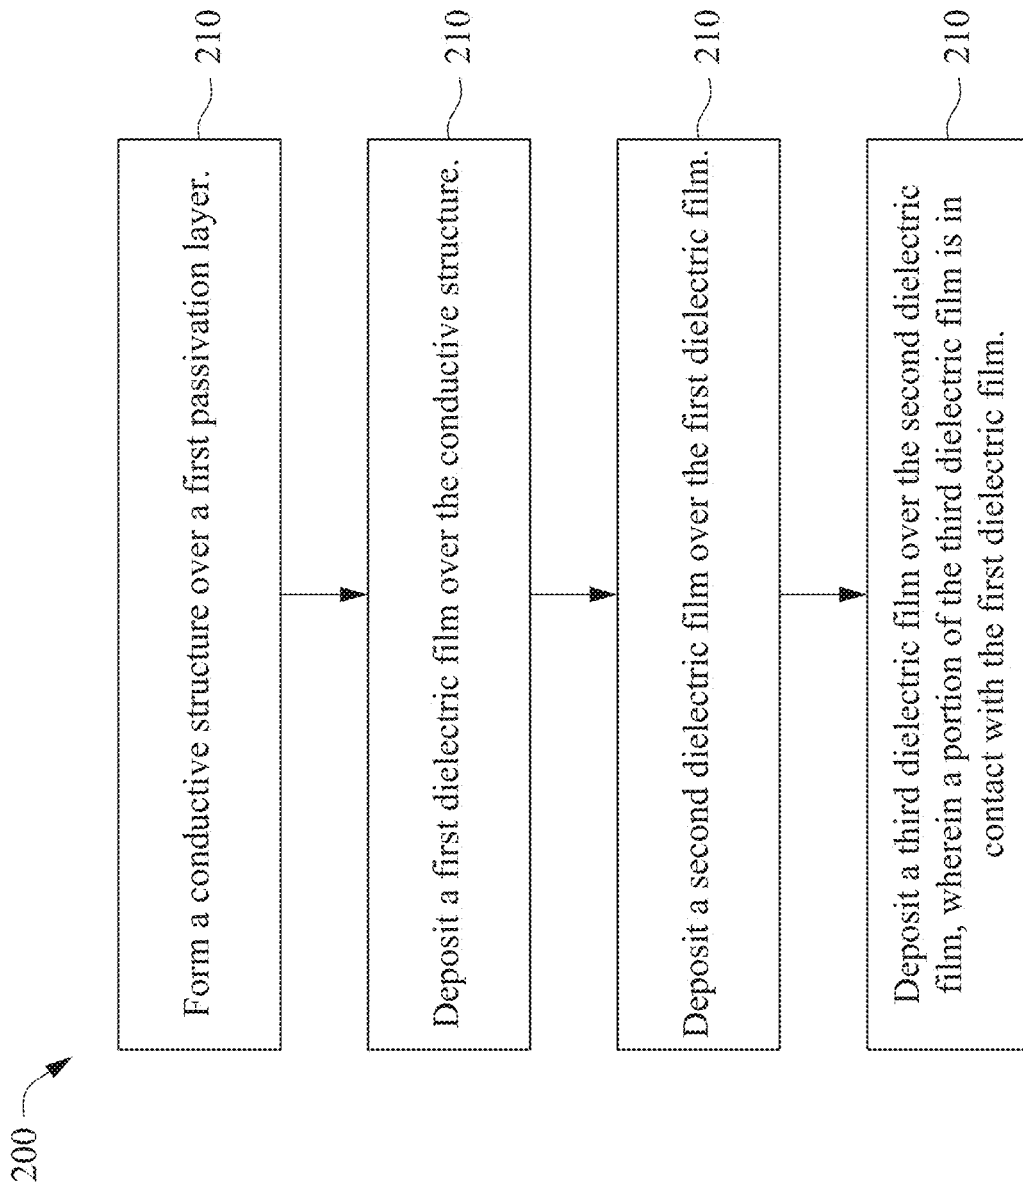 200
Form a conductive structure over a first passivation layer.
210
Deposit a first dielectric film over the conductive structure.
210
Deposit a second dielectric film over the first dielectric film.
210
Deposit a third dielectric film over the second dielectric
film, wherein a portion of the third dielectric film is in
contact with the first dielectric film.
210